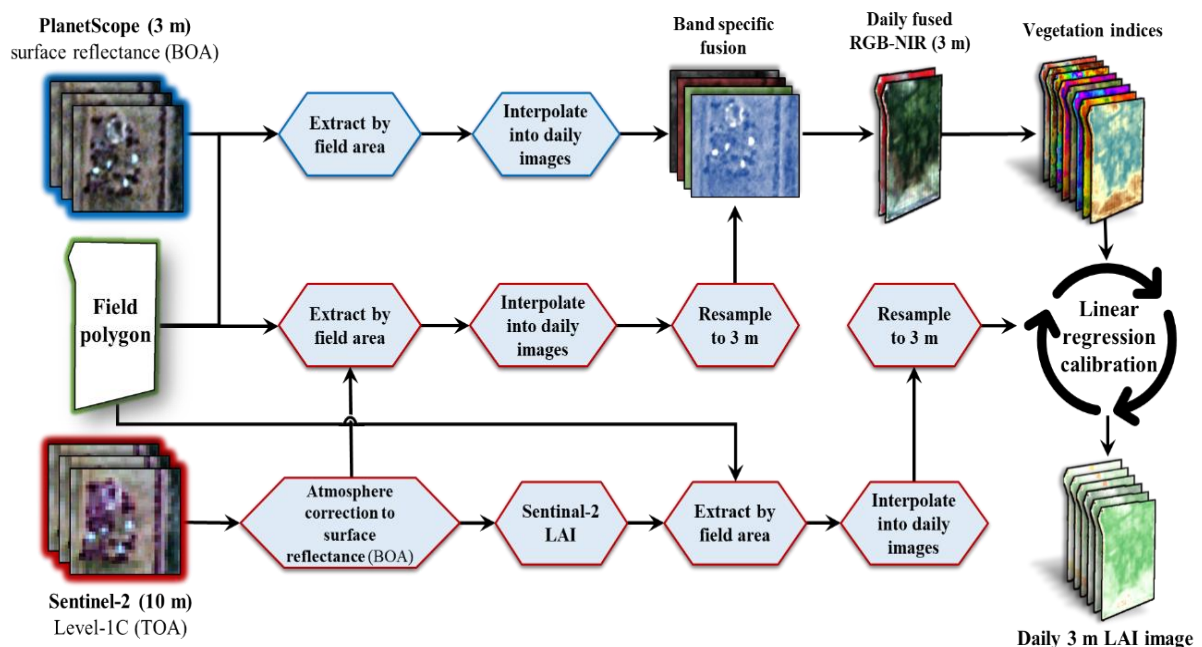 PlanetScope (3 m)
surface reflectance (BOA)
Extract by
field area
Interpolate
into daily
images
Band specific
fusion
Daily fused
RGB-NIR (3 m)
Vegetation indices
Field
polygon
Extract by
field area
Interpolate
into daily
images
Resample
to 3 m
Resample
to 3 m
Linear
regression
calibration
Atmosphere
correction to
surface
reflectance (BOA)
Sentinal-2
LAI
Extract by
field area
Interpolate
into daily
images
Sentinel-2 (10 m)
Level-1C (TOA)
Daily 3 m LAI image